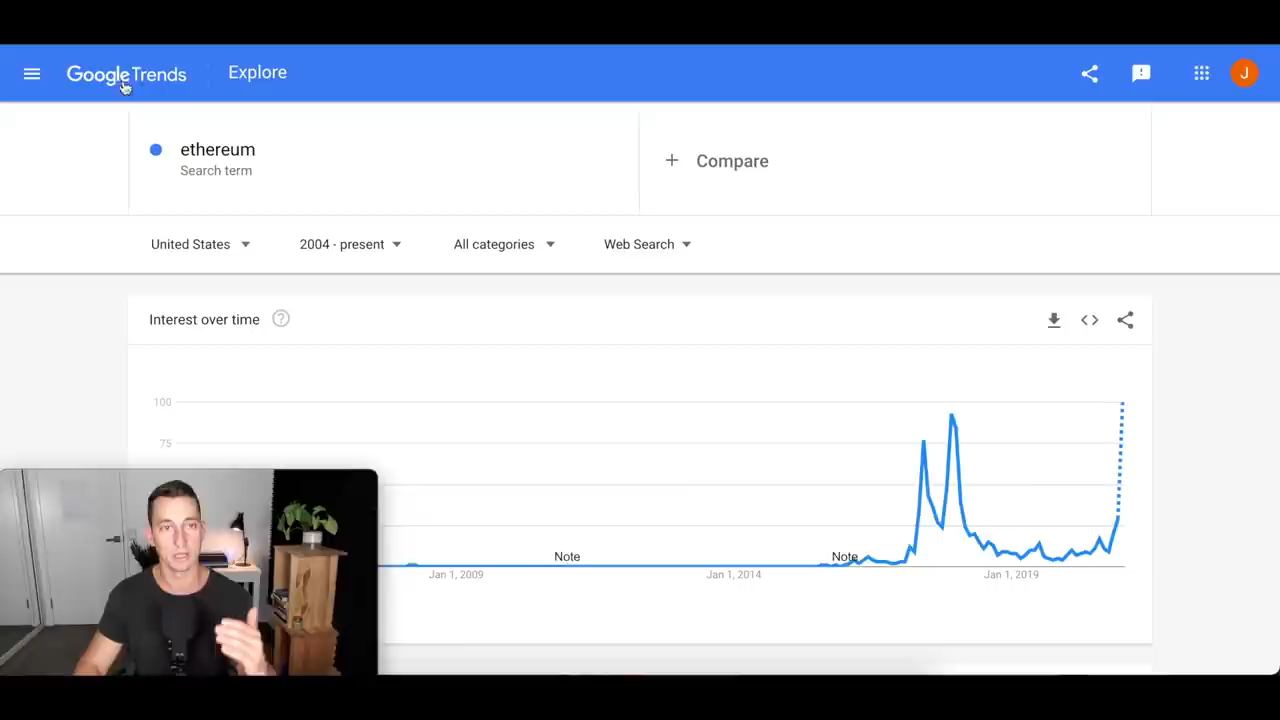 Google Trends
Explore
J
ethereum
Search term
+ Compare
United States
2004 - present
All categories
Web Search
Interest over time
100
75
Note
Note
Jan 1, 2009
Jan 1, 2014
Jan 1, 2019